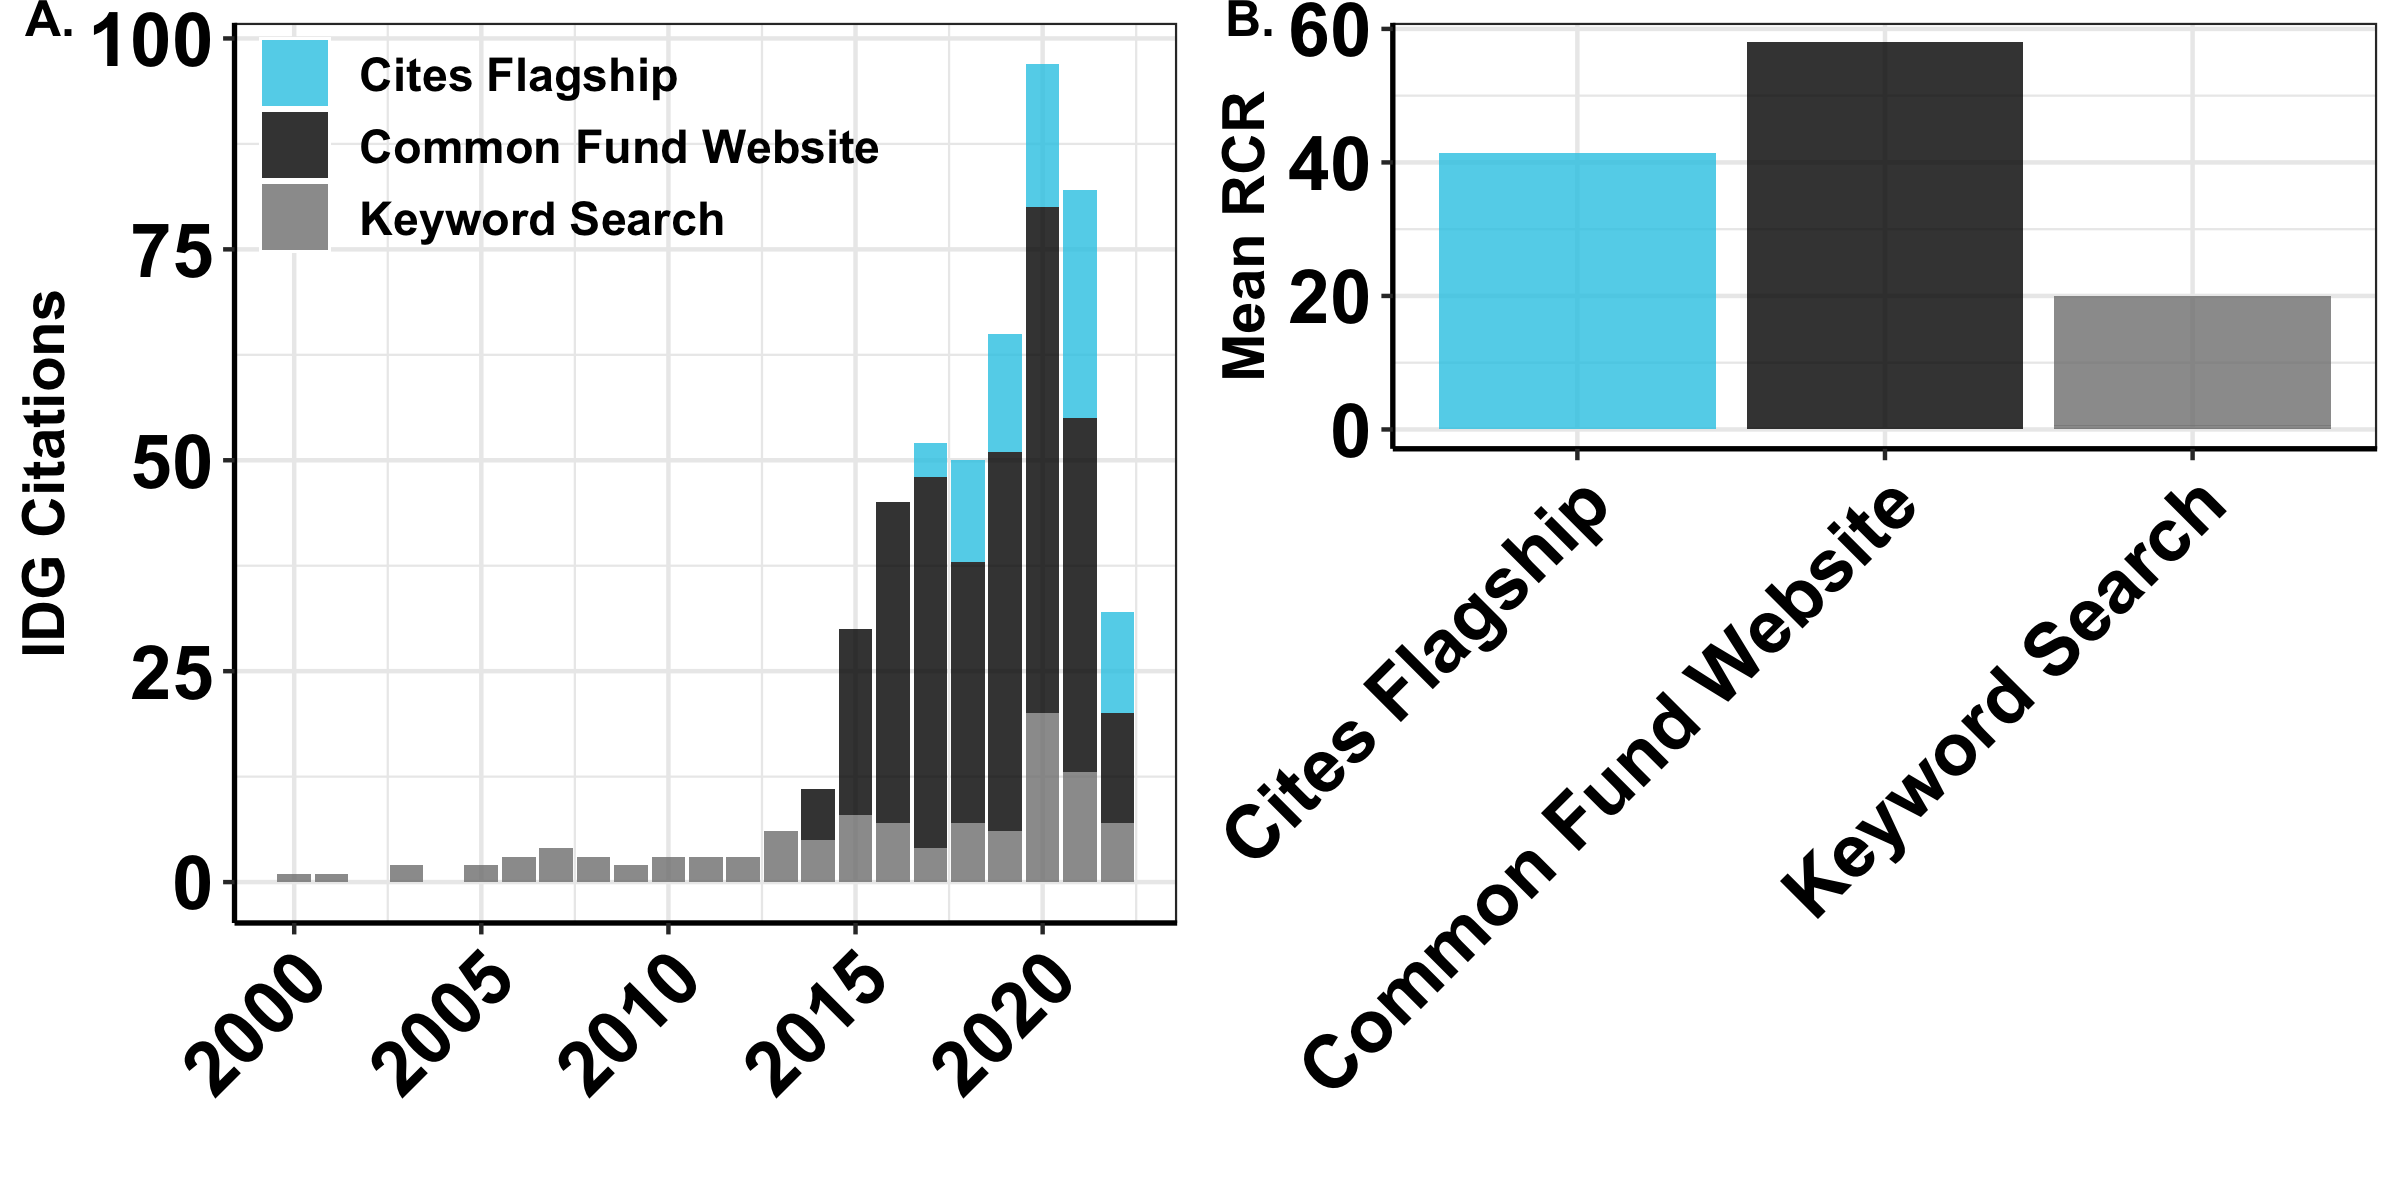 A.
100
75
50
25
0
IDG Citations
Cites Flagship
Common Fund Website
Keyword Search
2000
2005
2010
2015
2020
B.
60
40
20
0
Mean RCR
Cites Flagship
Common Fund Website
Keyword Search